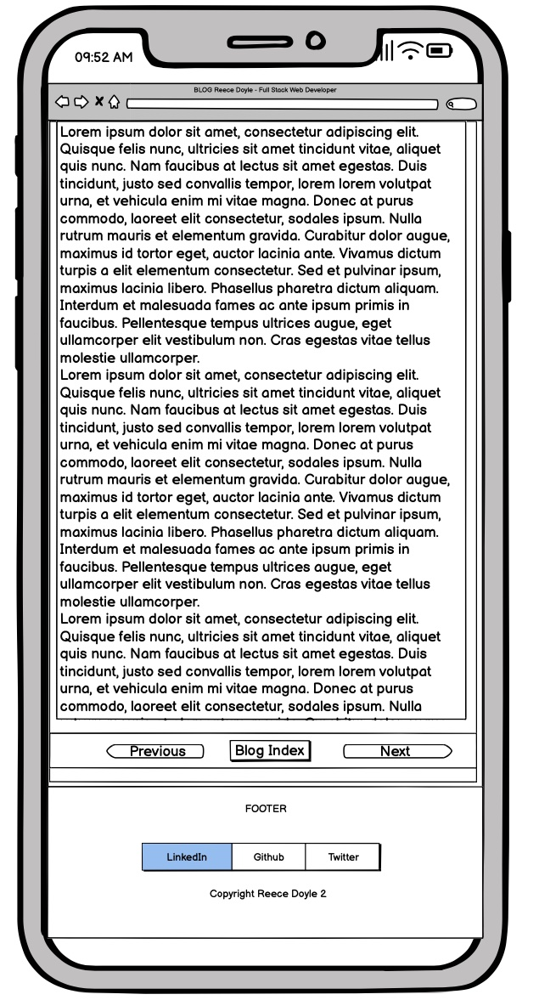 09:52 AM
BLOG Reece Doyle - Full Stack Web Developer
Lorem ipsum dolor sit amet, consectetur adipiscing elit.
Quisque felis nunc, ultricies sit amet tincidunt vitae, aliquet
quis nunc. Nam faucibus at lectus sit amet egestas. Duis
tincidunt, justo sed convallis tempor, lorem lorem volutpat
urna, et vehicula enim mi vitae magna. Donec at purus
commodo, laoreet elit consectetur, sodales ipsum. Nulla
rutrum mauris et elementum gravida. Curabitur dolor augue,
maximus id tortor eget, auctor lacinia ante. Vivamus dictum
turpis a elit elementum consectetur. Sed et pulvinar ipsum,
maximus lacinia libero. Phasellus pharetra dictum aliquam.
Interdum et malesuada fames ac ante ipsum primis in
faucibus. Pellentesque tempus ultrices augue, eget
ullamcorper elit vestibulum non. Cras egestas vitae tellus
molestie ullamcorper.
Lorem ipsum dolor sit amet, consectetur adipiscing elit.
Quisque felis nunc, ultricies sit amet tincidunt vitae, aliquet
quis nunc. Nam faucibus at lectus sit amet egestas. Duis
tincidunt, justo sed convallis tempor, lorem lorem volutpat
urna, et vehicula enim mi vitae magna. Donec at purus
commodo, laoreet elit consectetur, sodales ipsum. Nulla
rutrum mauris et elementum gravida. Curabitur dolor augue,
maximus id tortor eget, auctor lacinia ante. Vivamus dictum
turpis a elit elementum consectetur. Sed et pulvinar ipsum,
maximus lacinia libero. Phasellus pharetra dictum aliquam.
Interdum et malesuada fames ac ante ipsum primis in
faucibus. Pellentesque tempus ultrices augue, eget
ullamcorper elit vestibulum non. Cras egestas vitae tellus
molestie ullamcorper.
Lorem ipsum dolor sit amet, consectetur adipiscing elit.
Quisque felis nunc, ultricies sit amet tincidunt vitae, aliquet
quis nunc. Nam faucibus at lectus sit amet egestas. Duis
tincidunt, justo sed convallis tempor, lorem lorem volutpat
urna, et vehicula enim mi vitae magna. Donec at purus
commodo, laoreet elit consectetur, sodales ipsum. Nulla
Previous Blog Index Next
FOOTER
LinkedIn Github Twitter
Copyright Reece Doyle 2